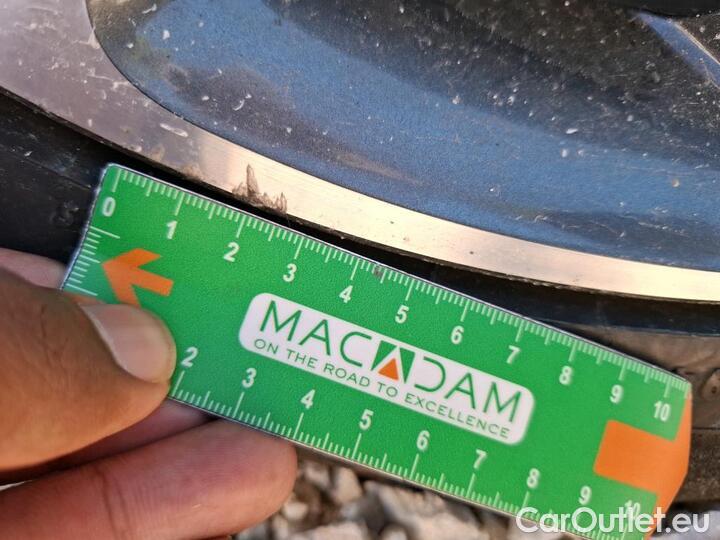 0 1 2 3 4 5 6 7 8 9 10
MACADAM
ON THE ROAD TO EXCELLENCE
2 3 4 5 6 7 8 9 10
CarOutlet.eu